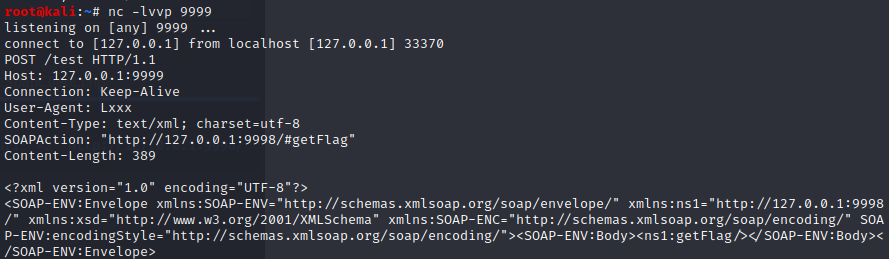 root@kali:~# nc -lvvp 9999
listening on [any] 9999 ...
connect to [127.0.0.1] from localhost [127.0.0.1] 33370
POST /test HTTP/1.1
Host: 127.0.0.1:9999
Connection: Keep-Alive
User-Agent: Lxxx
Content-Type: text/xml; charset=utf-8
SOAPAction: "http://127.0.0.1:9998/#getFlag"
Content-Length: 389

<?xml version="1.0" encoding="UTF-8"?>
<SOAP-ENV:Envelope xmlns:SOAP-ENV="http://schemas.xmlsoap.org/soap/envelope/" xmlns:ns1="http://127.0.0.1:9998
/" xmlns:xsd="http://www.w3.org/2001/XMLSchema" xmlns:SOAP-ENC="http://schemas.xmlsoap.org/soap/encoding/" SOA
P-ENV:encodingStyle="http://schemas.xmlsoap.org/soap/encoding/"><SOAP-ENV:Body><ns1:getFlag/></SOAP-ENV:Body><
/SOAP-ENV:Envelope>